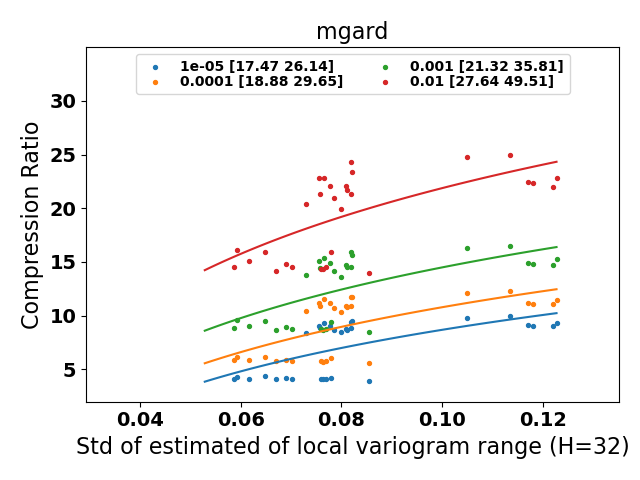 mgard
1e-05 [17.47 26.14]
0.0001 [18.88 29.65]
0.001 [21.32 35.81]
0.01 [27.64 49.51]
Compression Ratio
30
25
20
15
10
5
0.04 0.06 0.08 0.10 0.12
Std of estimated of local variogram range (H=32)